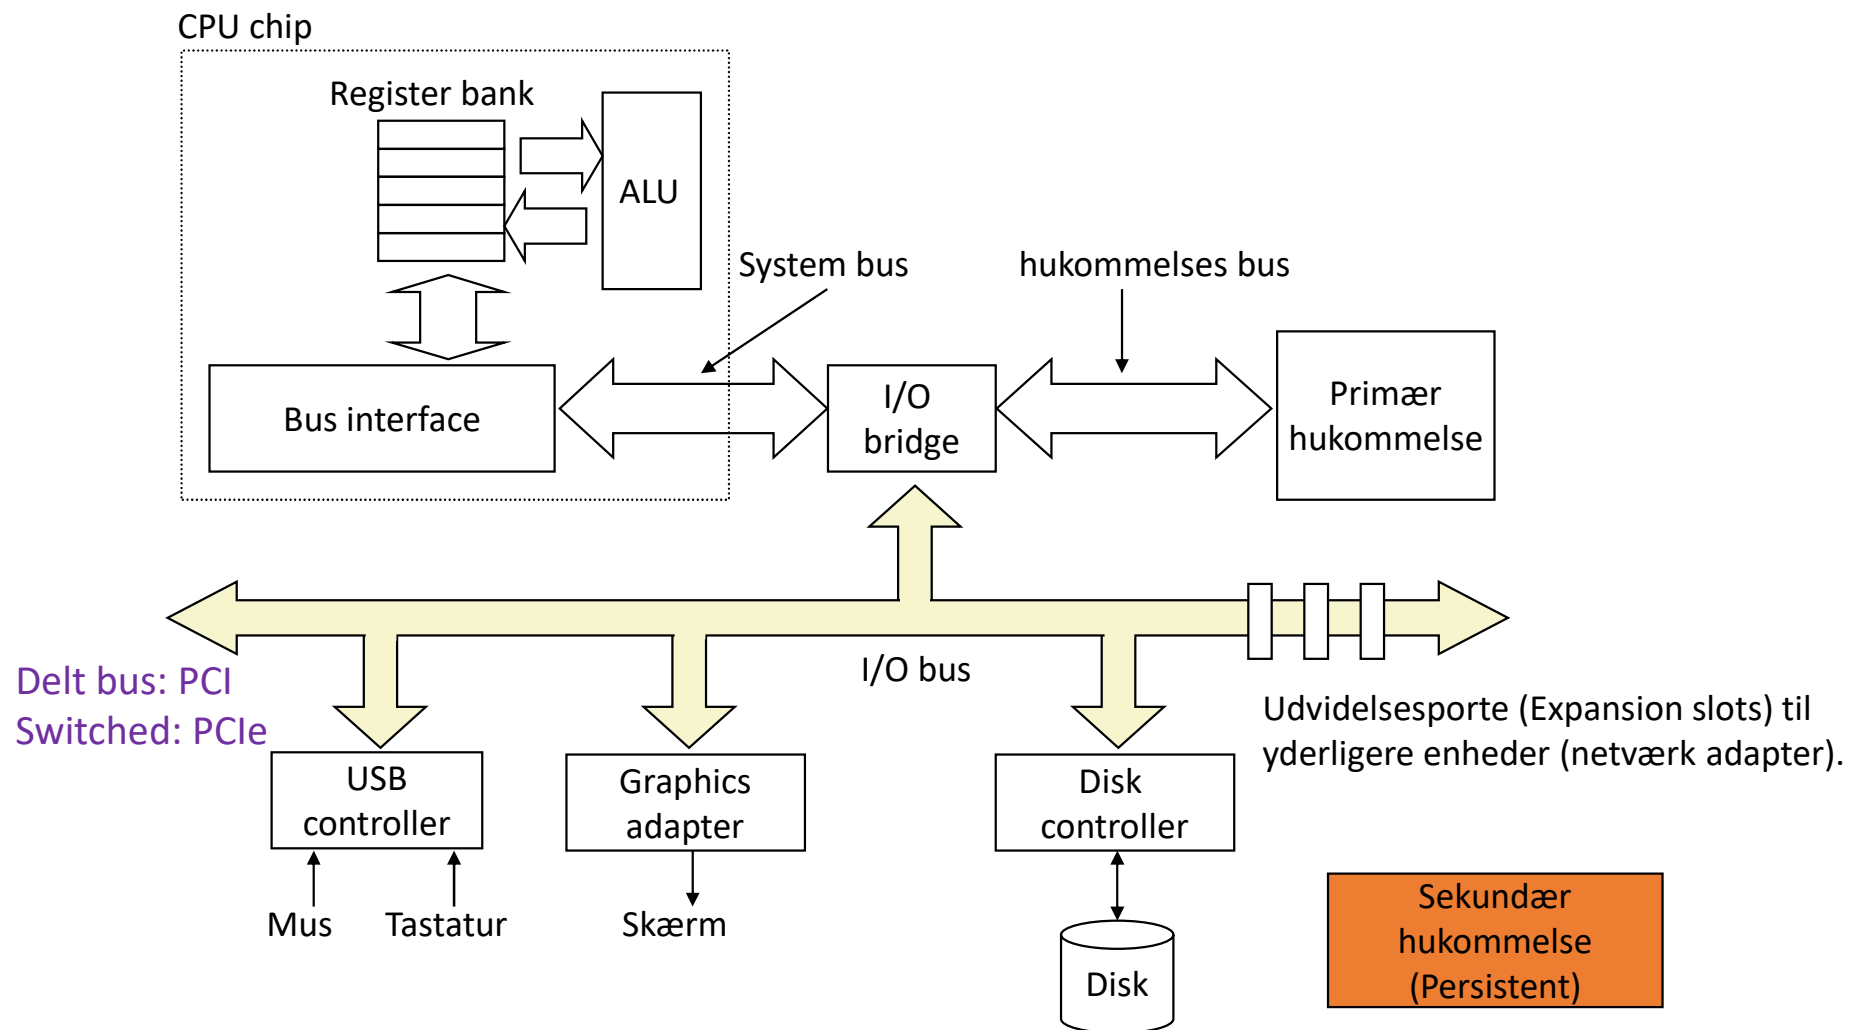 CPU chip
Register bank
ALU
System bus
hukommelses bus
Bus interface
I/O
bridge
Primær
hukommelse
I/O bus
Delt bus: PCI
Switched: PCIe
Udvidelsesporte (Expansion slots) til
yderligere enheder (netværk adapter).
USB
controller
Graphics
adapter
Disk
controller
Mus
Tastatur
Skærm
Disk
Sekundær
hukommelse
(Persistent)